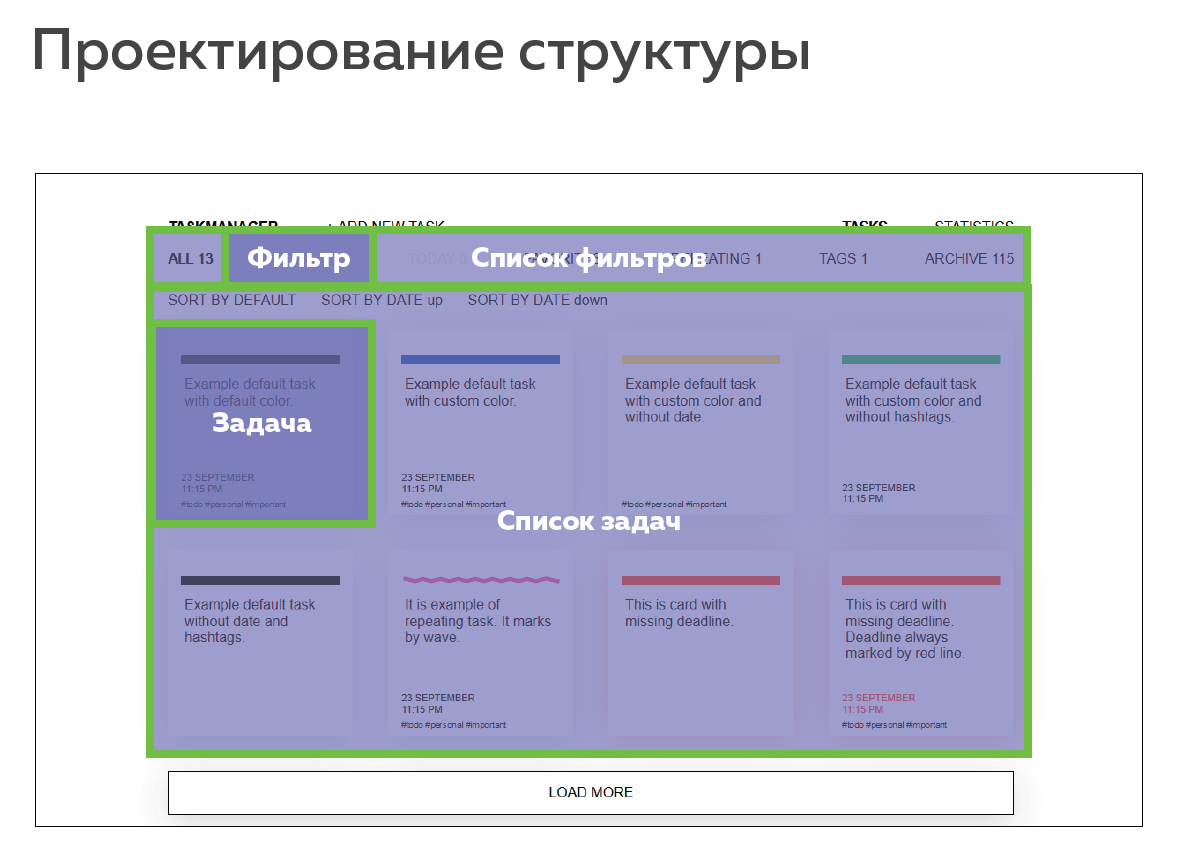 Проектирование структуры
TASKMANAGER + ADD NEW TASK TASKS STATISTICS
ALL 13 Фильтр TODAY Список фильтров EATING 1 TAGS 1 ARCHIVE 115
SORT BY DEFAULT SORT BY DATE up SORT BY DATE down
Example default task
with default color.
Задача
23 SEPTEMBER
11:15 PM
#todo #personal #important
Example default task
with custom color.
23 SEPTEMBER
11:15 PM
#todo #personal #important
Example default task
with custom color and
without date.
#todo #personal #important
Example default task
with custom color and
without hashtags.
23 SEPTEMBER
11:15 PM
Список задач
Example default task
without date and
hashtags.
It is example of
repeating task. It marks
by wave.
23 SEPTEMBER
11:15 PM
#todo #personal #important
This is card with
missing deadline.
This is card with
missing deadline.
Deadline always
marked by red line.
23 SEPTEMBER
11:15 PM
#todo #personal #important
LOAD MORE